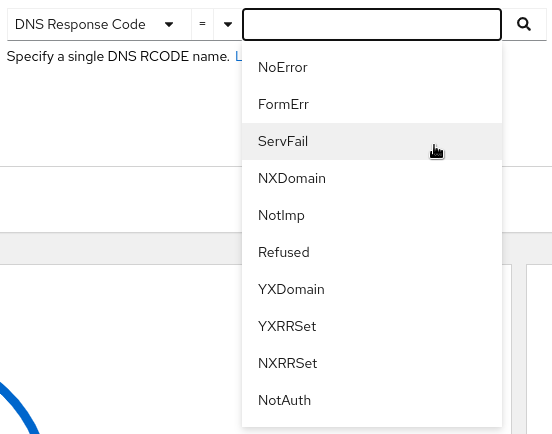 DNS Response Code =
Specify a single DNS RCODE name. L
NoError
FormErr
ServFail
NXDomain
NotImp
Refused
YXDomain
YXRRSet
NXRRSet
NotAuth